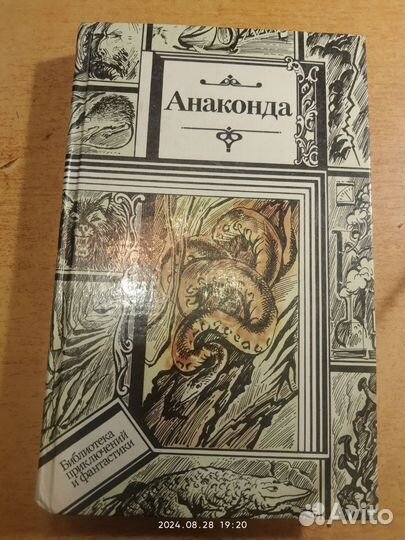 Анаконда
Библиотека
приключений
и фантастики
2024.08.28 19:20
Avito